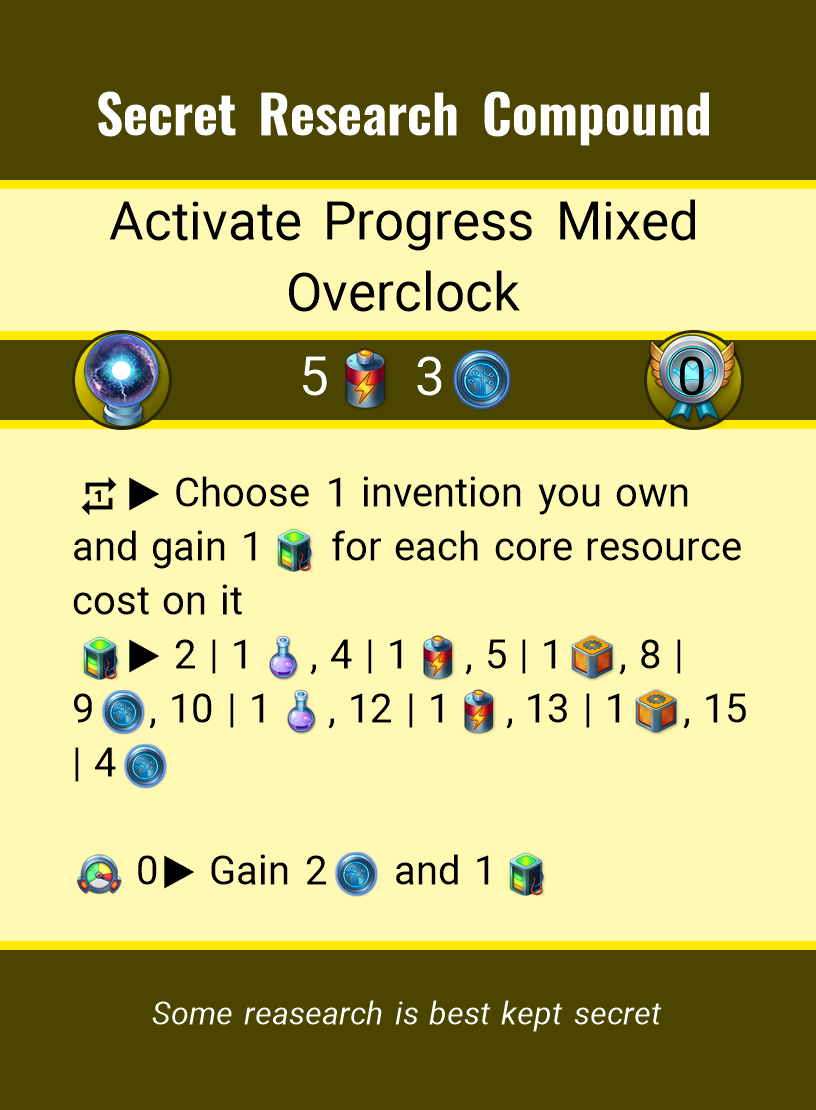 Secret Research Compound
Activate Progress Mixed
Overclock
5 3 0
1 ▶ Choose 1 invention you own
and gain 1 for each core resource
cost on it
▶ 2 | 1 , 4 | 1 , 5 | 1 , 8 |
9 , 10 | 1 , 12 | 1 , 13 | 1 , 15
| 4
0▶ Gain 2 and 1
Some reasearch is best kept secret